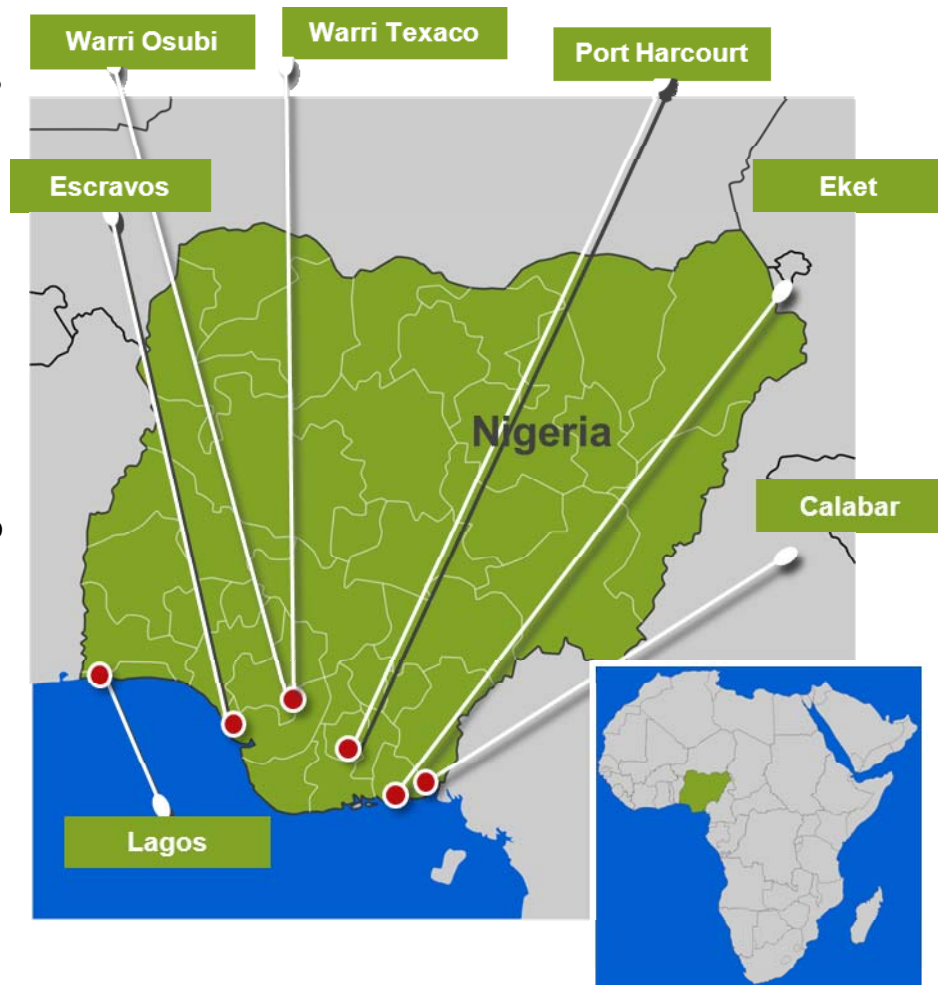 Warri Osubi
Warri Texaco
Port Harcourt
Escravos
Eket
Nigeria
Calabar
Lagos